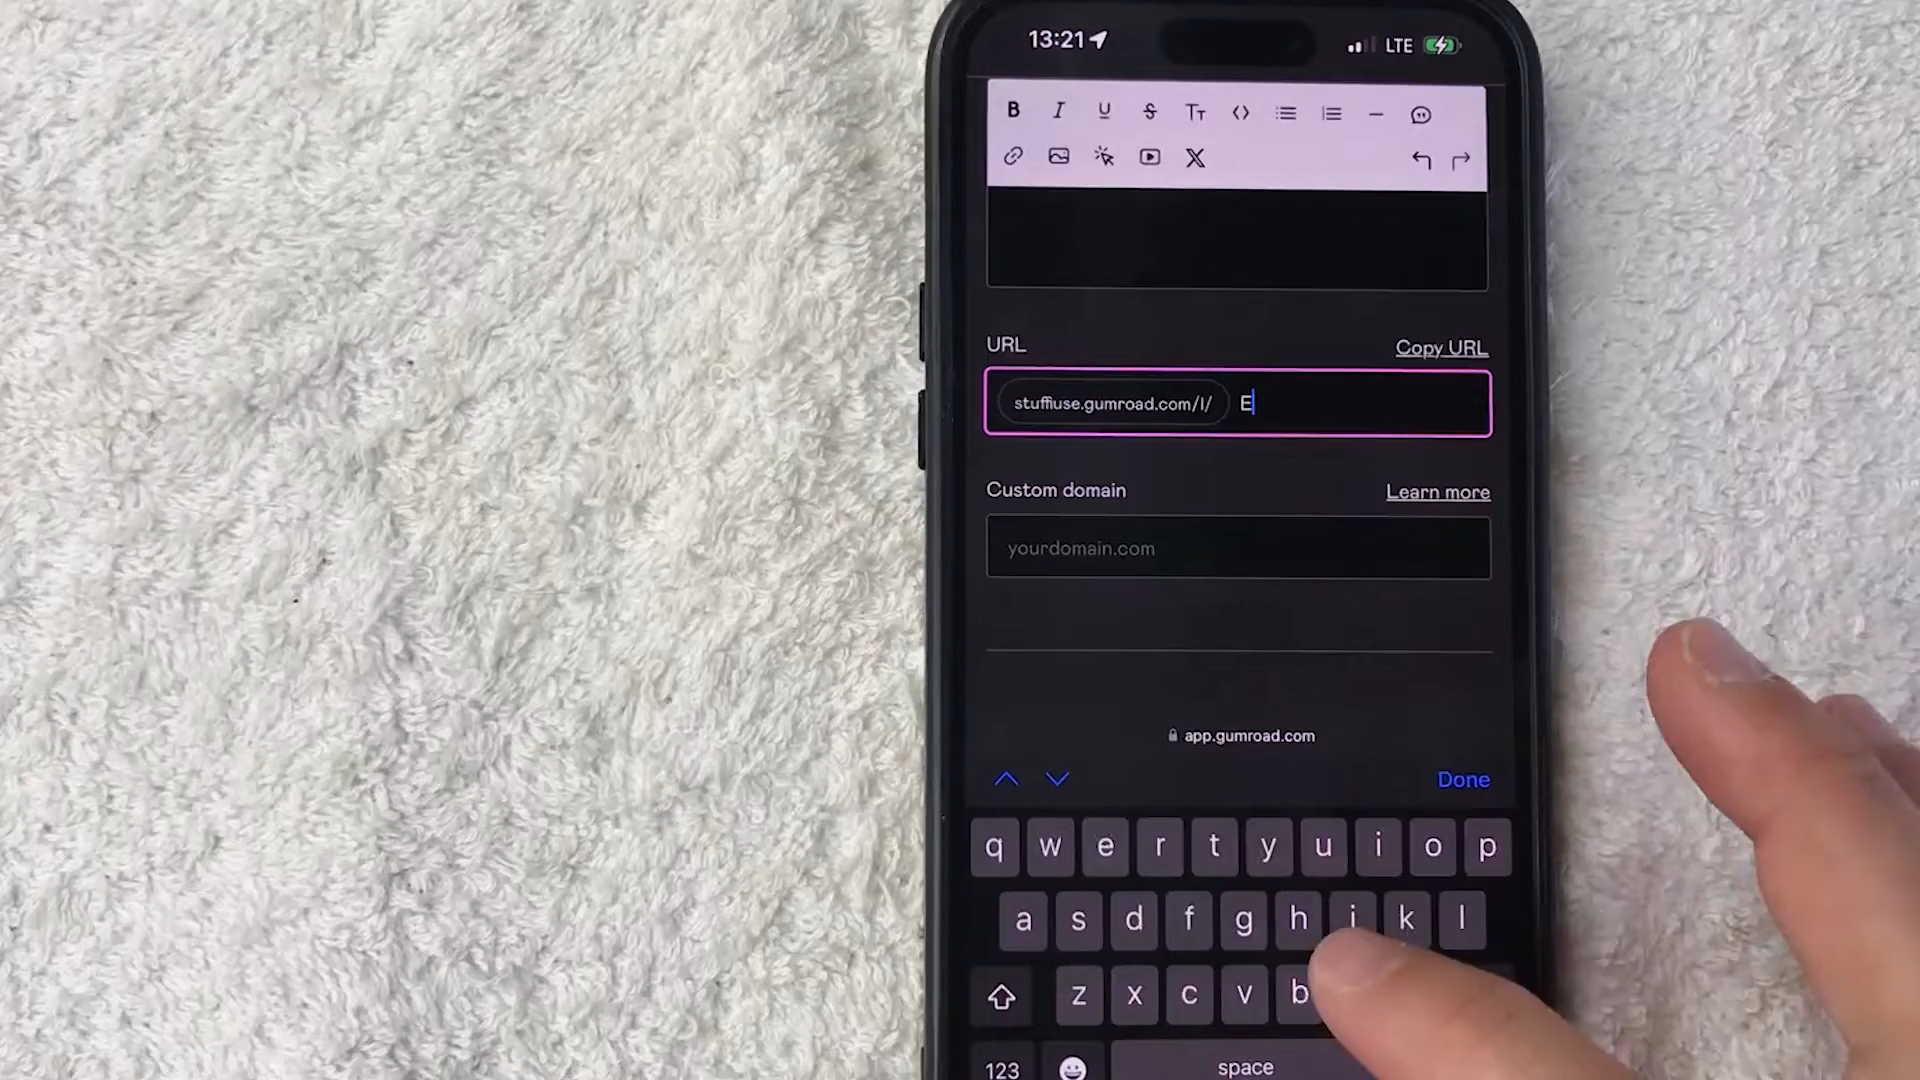 13:21 LTE
B I U S TT <> 
X
URL Copy URL
stuffiuse.gumroad.com/l/ E
Custom domain Learn more
yourdomain.com
app.gumroad.com
Done
q w e r t y u i o p
a s d f g h j k l
z x c v b
123 space